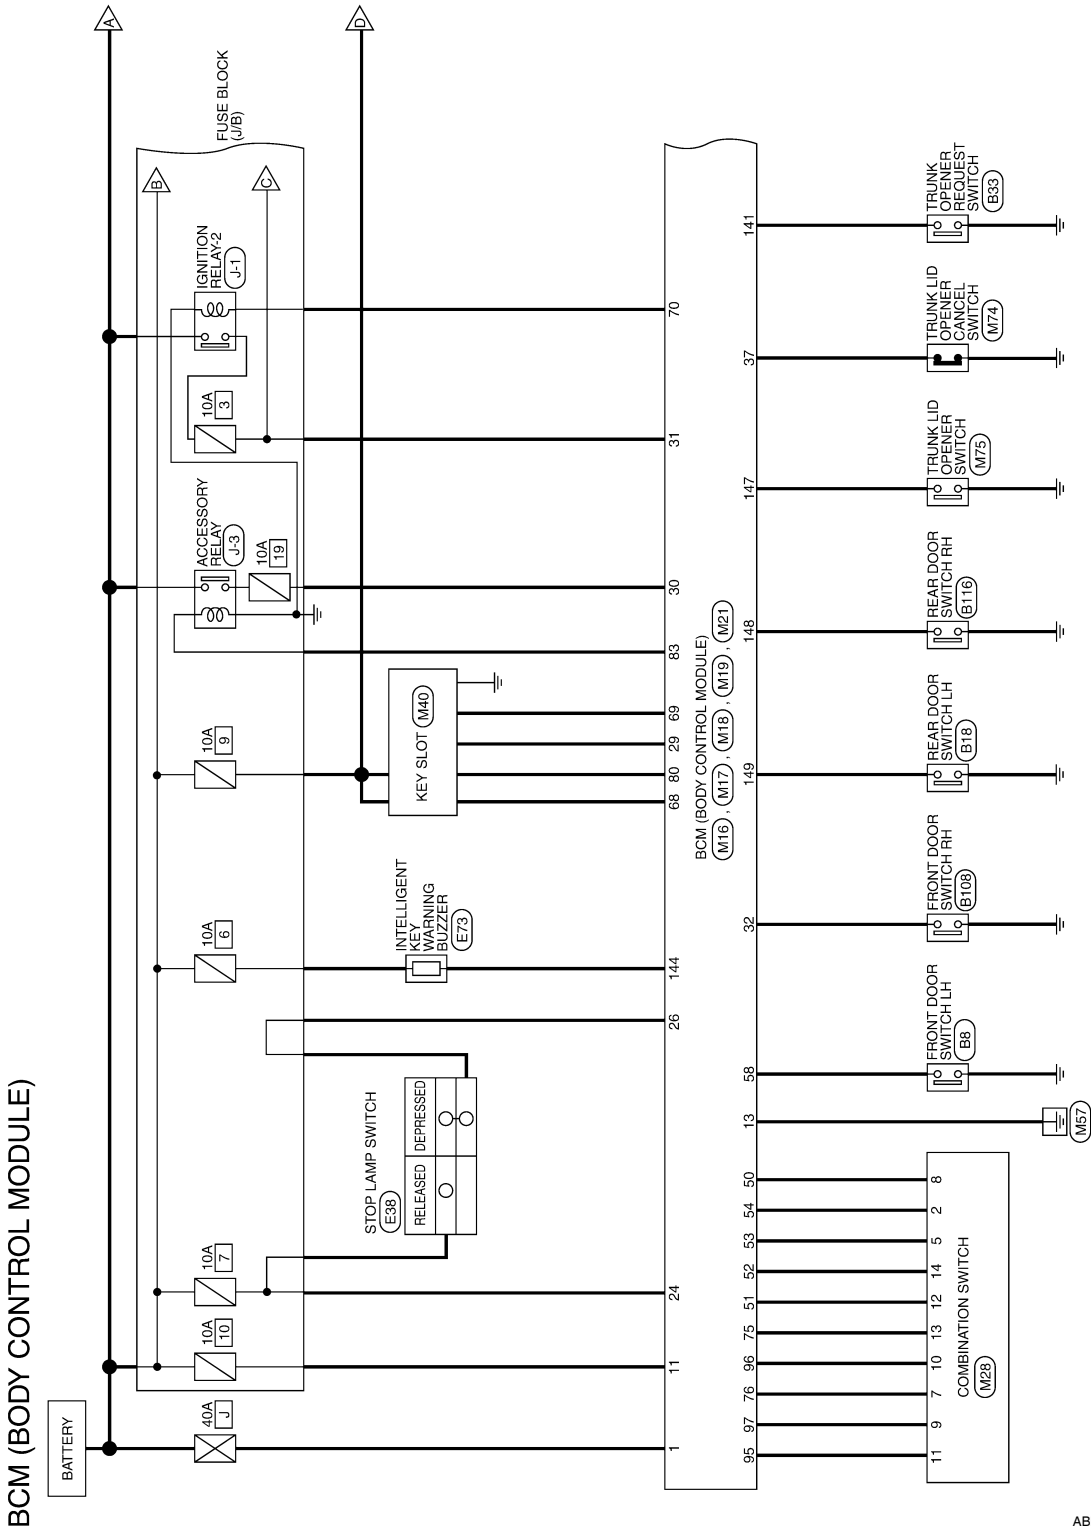 BCM (BODY CONTROL MODULE)
BATTERY
A
D
FUSE BLOCK
(J/B)
B
C
40A
J
10A
10
10A
7
10A
6
10A
9
ACCESSORY
RELAY
J-3
10A
19
10A
3
IGNITION
RELAY-2
J-1
STOP LAMP SWITCH
E38
RELEASED
DEPRESSED
INTELLIGENT
KEY
WARNING
BUZZER
E73
KEY SLOT
M40
1
11
24
26
144
68
80
29
69
83
30
31
70
BCM (BODY CONTROL MODULE)
M16 , M17 , M18 , M19 , M21
95
97
76
96
75
51
52
53
54
50
13
58
32
149
148
147
37
141
11
9
7
10
13
12
14
5
2
8
COMBINATION SWITCH
M28
M57
FRONT DOOR
SWITCH LH
B8
FRONT DOOR
SWITCH RH
B108
REAR DOOR
SWITCH LH
B18
REAR DOOR
SWITCH RH
B116
TRUNK LID
OPENER
SWITCH
M75
TRUNK LID
OPENER
CANCEL
SWITCH
M74
TRUNK
OPENER
REQUEST
SWITCH
B33
AB